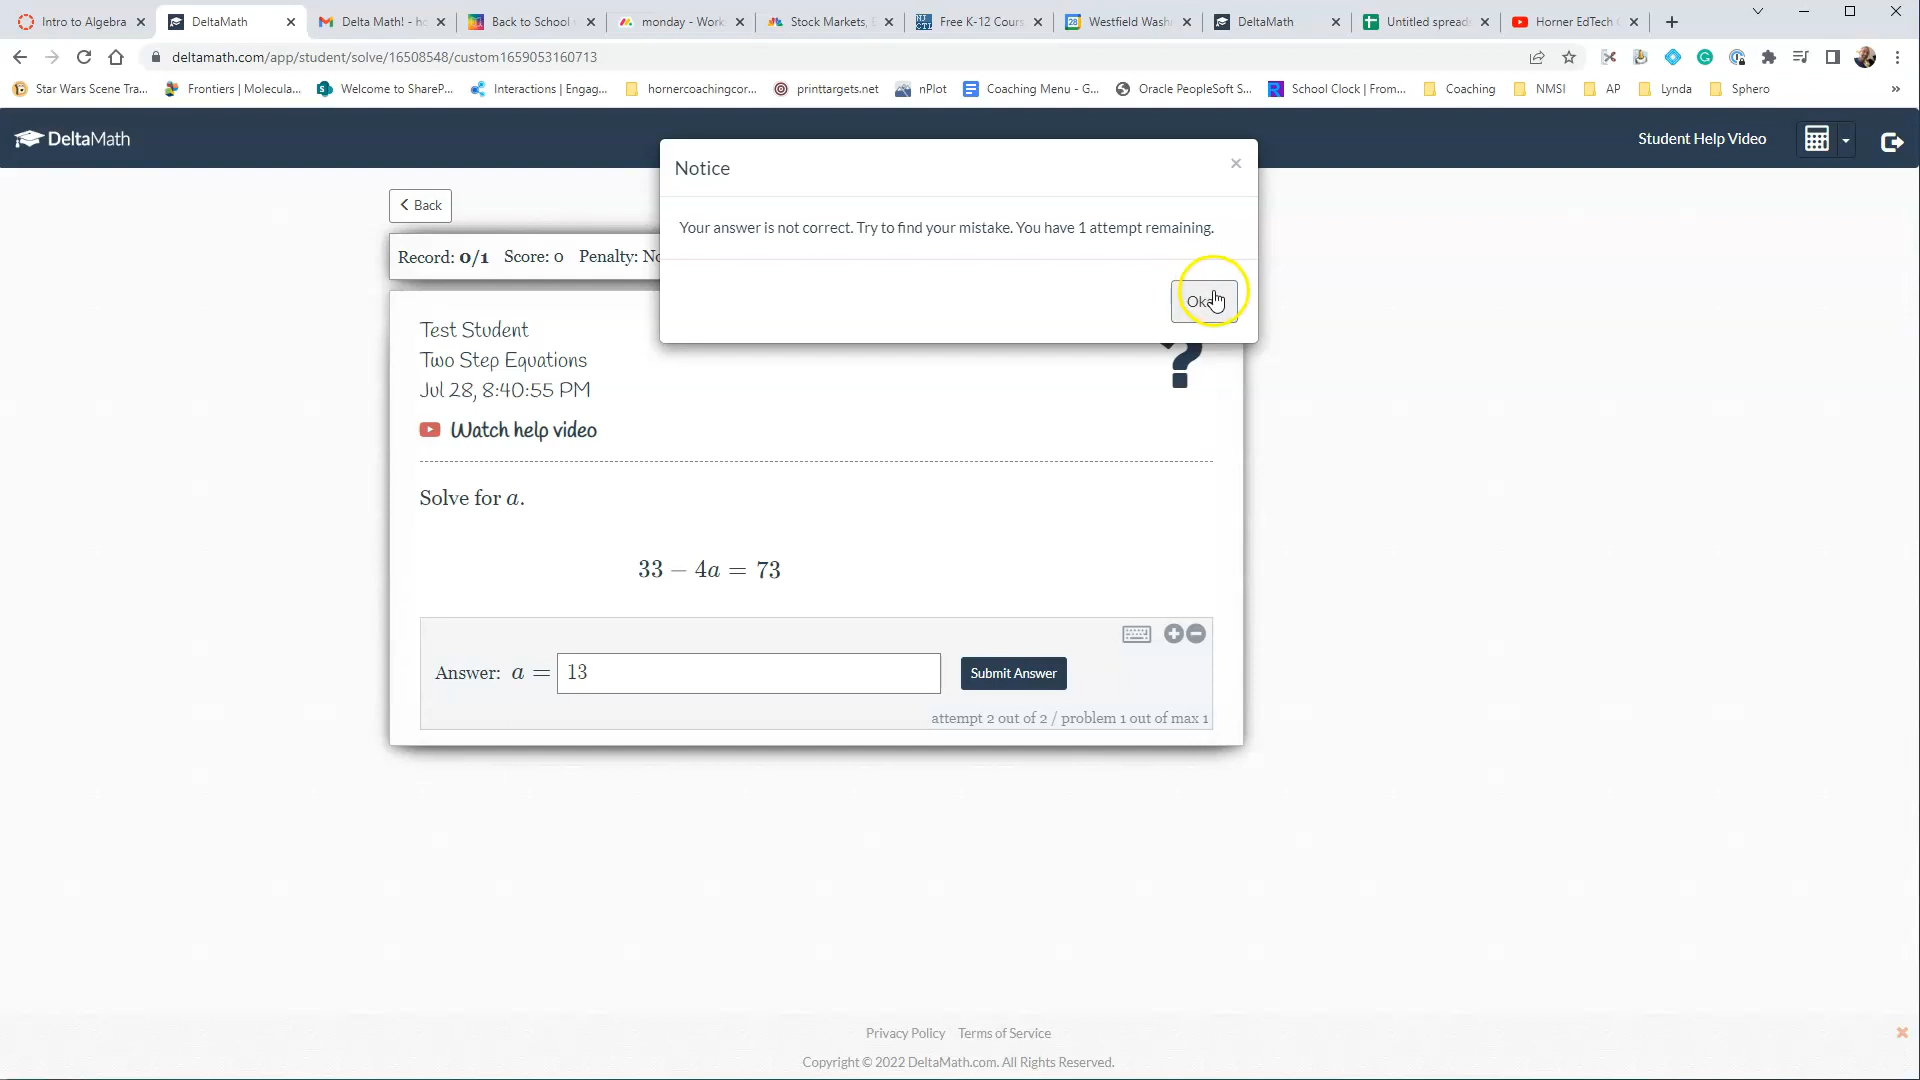 Intro to Algebra
DeltaMath
Delta Math! - ho
Back to School
monday - Work
Stock Markets, B
Free K-12 Cours
Westfield Wash
DeltaMath
Untitled spread
Horner EdTech
deltamath.com/app/student/solve/16508548/custom1659053160713
Star Wars Scene Tra...
Frontiers | Molecula...
Welcome to ShareP...
Interactions | Engag...
hornercoachingcor...
printtargets.net
nPlot
Coaching Menu - G...
Oracle PeopleSoft S...
School Clock | From...
Coaching
NMSI
AP
Lynda
Sphero
DeltaMath
Student Help Video
Notice
Your answer is not correct. Try to find your mistake. You have 1 attempt remaining.
Back
Record: 0/1 Score: 0 Penalty:
Test Student
Two Step Equations
Jul 28, 8:40:55 PM
Watch help video
?
Solve for a.
33 − 4a = 73
Answer: a = 13
Submit Answer
attempt 2 out of 2 / problem 1 out of max 1
Privacy Policy Terms of Service
Copyright © 2022 DeltaMath.com. All Rights Reserved.